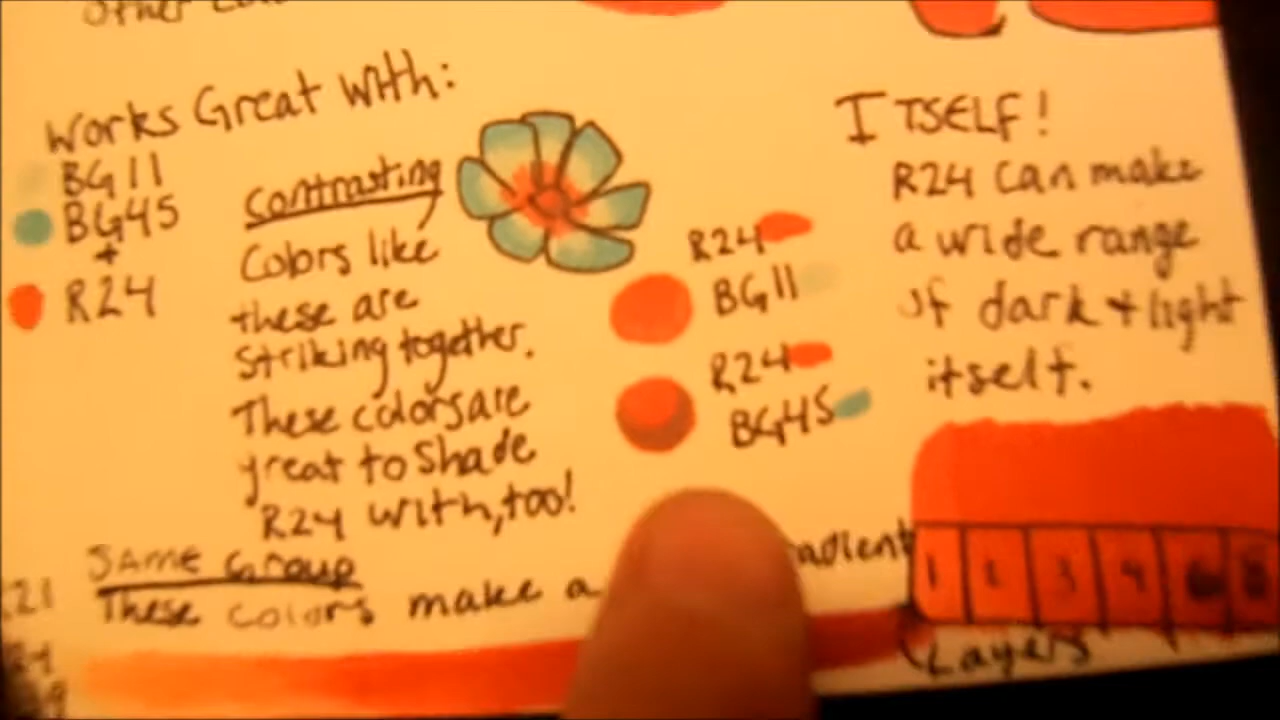 Other
Works Great With:
BG11
BG45
+
R24
Contrasting
Colors like
these are
striking together.
These colors are
great to shade
R24 with, too!
R24
BG11
R24
BG45
ITSELF!
R24 can make
a wide range
of dark + light
itself.
Same Group
These colors make a
1 2 3 4
Layers